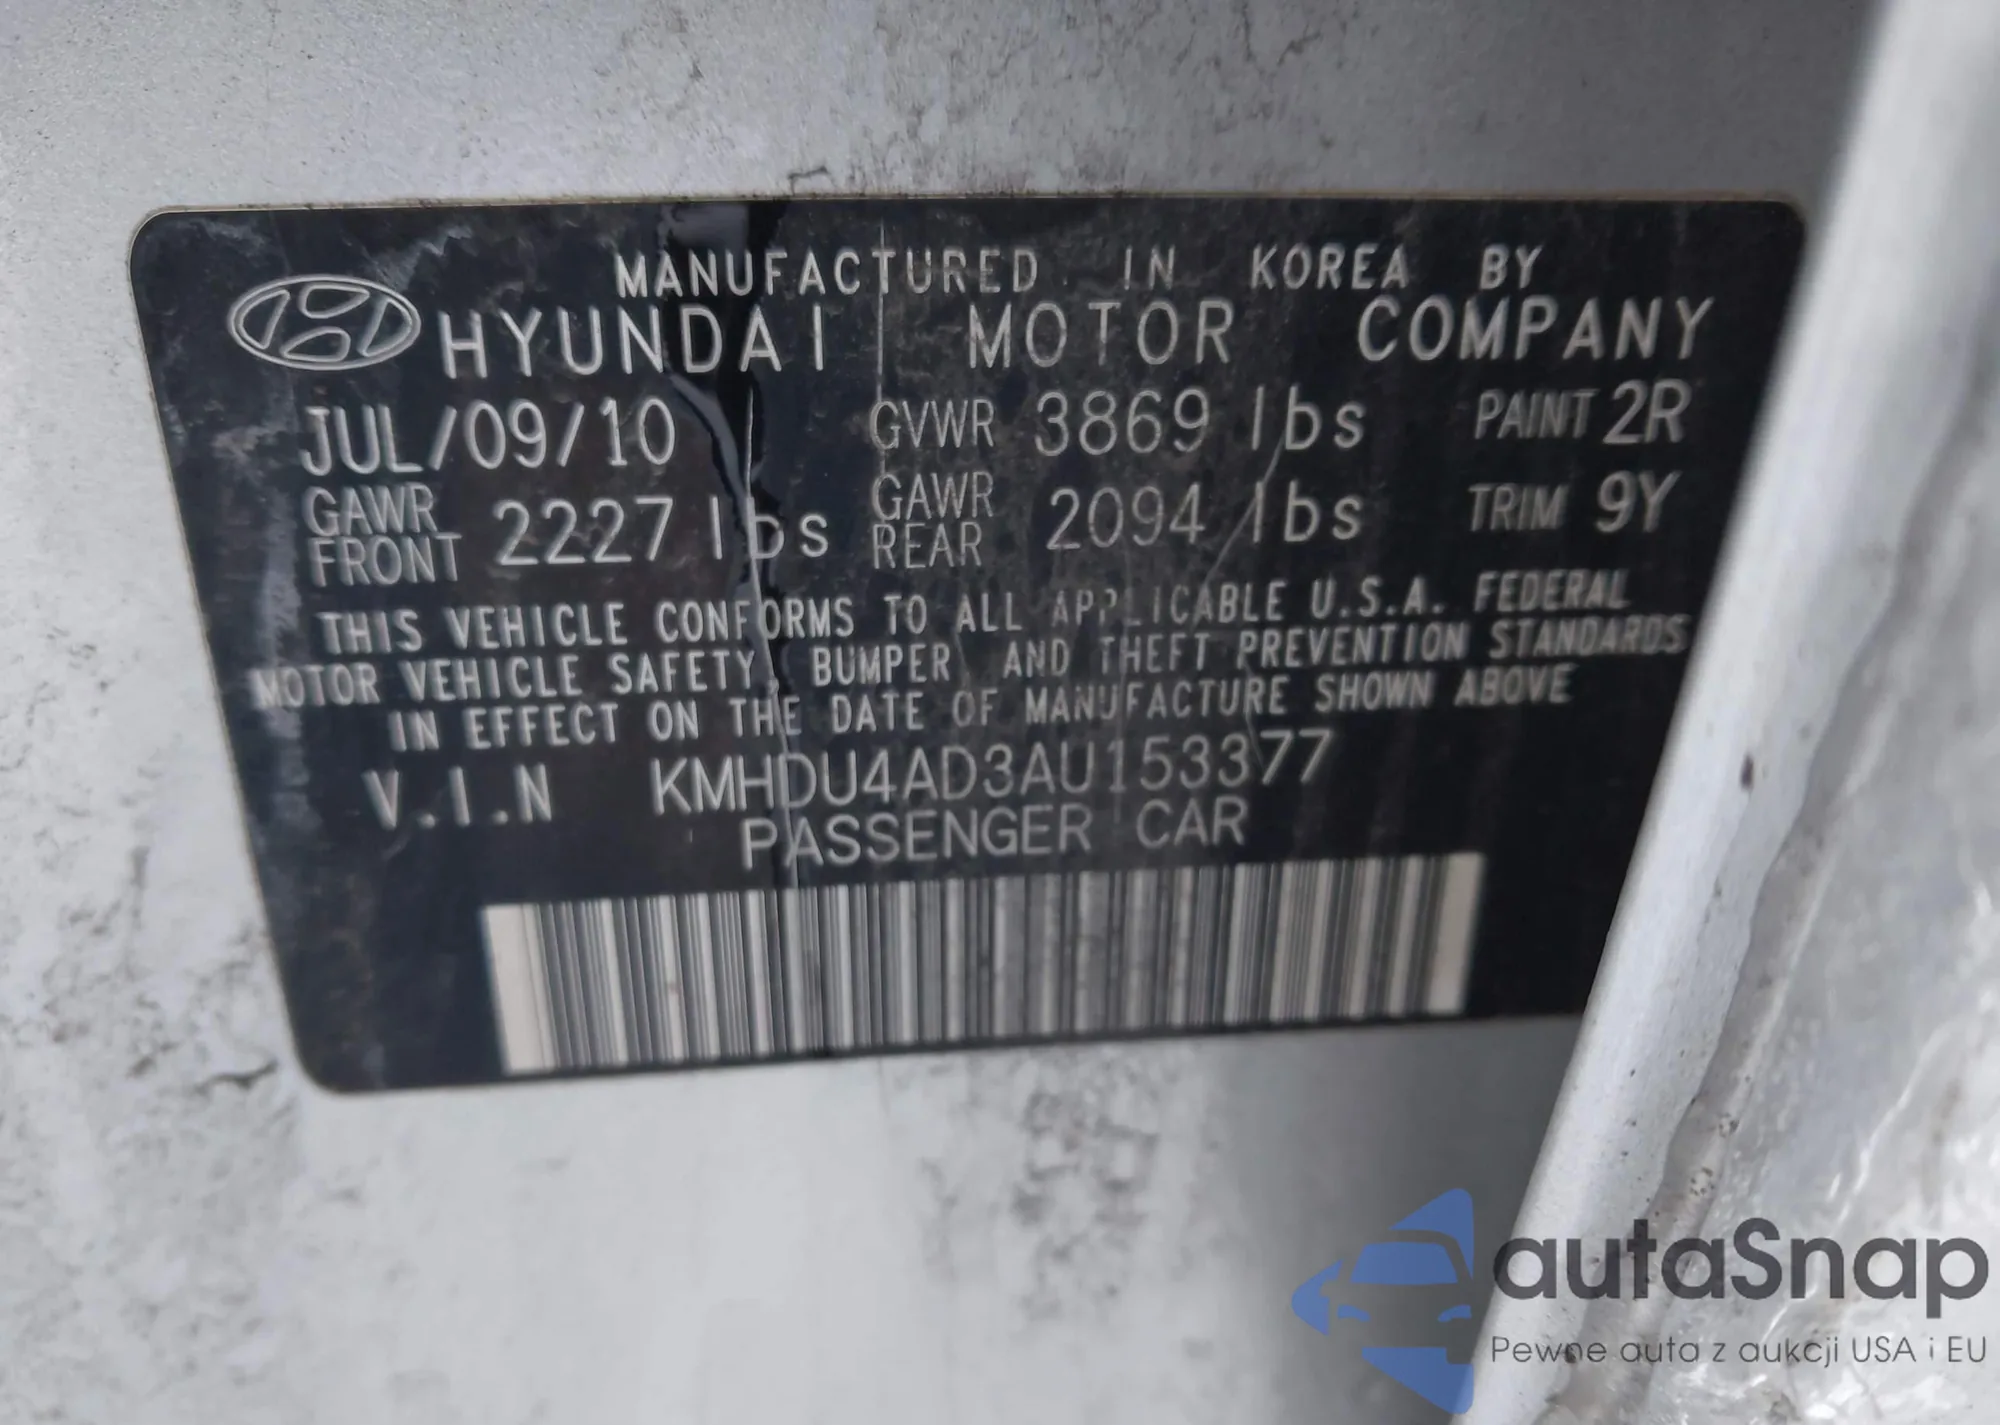 MANUFACTURED IN KOREA BY
HYUNDAI MOTOR COMPANY
JUL/09/10 GVWR 3869 lbs PAINT 2R
GAWR FRONT 2227 lbs GAWR REAR 2094 lbs TRIM 9Y
THIS VEHICLE CONFORMS TO ALL APPLICABLE U.S.A. FEDERAL
MOTOR VEHICLE SAFETY, BUMPER AND THEFT PREVENTION STANDARDS
IN EFFECT ON THE DATE OF MANUFACTURE SHOWN ABOVE
V.I.N KMHDU4AD3AU153377
PASSENGER CAR
autaSnap
Pewne auta z aukcji USA i EU